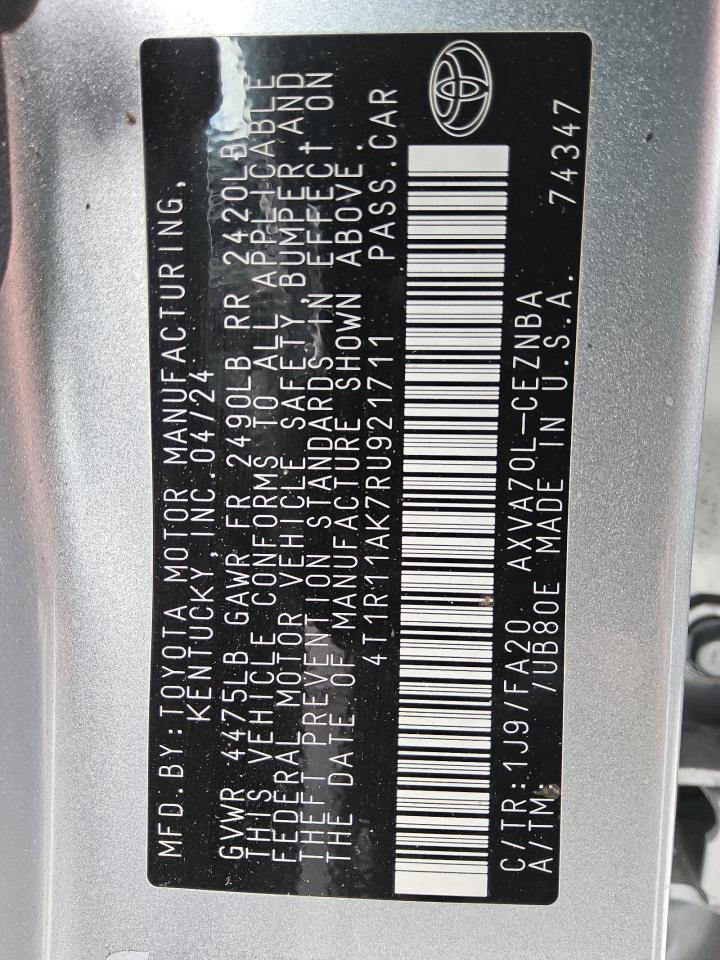 MFD.BY:TOYOTA MOTOR MANUFACTURING,
KENTUCKY, INC 04/24
GVWR 4475LB GAWR FR 2490LB RR 2420LB
THIS VEHICLE CONFORMS TO ALL APPLICABLE
FEDERAL MOTOR VEHICLE SAFETY, BUMPER AND
THEFT PREVENTION STANDARDS IN EFFECT ON
THE DATE OF MANUFACTURE SHOWN ABOVE.
4T1R11AK7RU921711 PASS.CAR
C/TR:1J9/FA20 AXVA70L-CEZNBA 74347
A/TM: /UB80E MADE IN U.S.A.